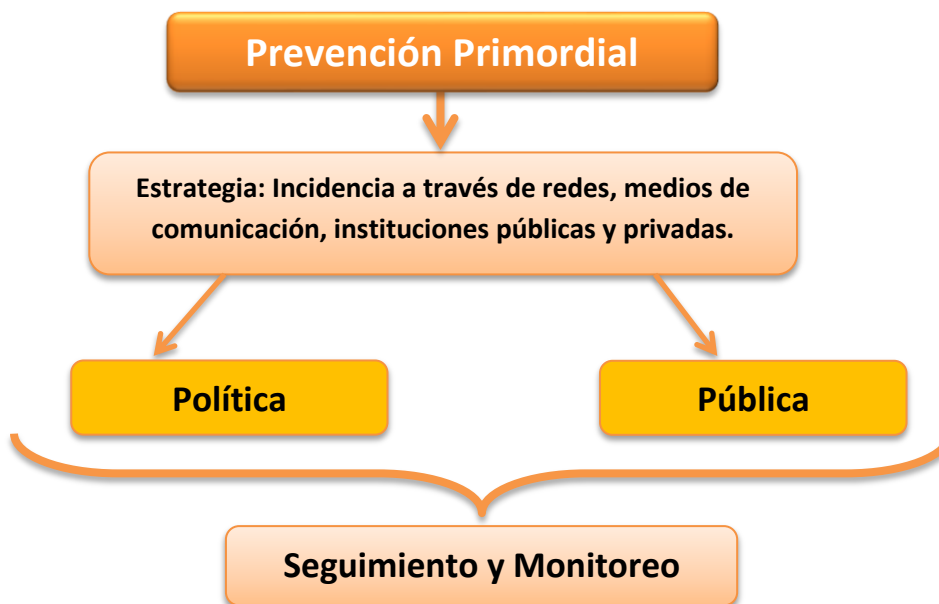 Prevención Primordial
Estrategia: Incidencia a través de redes, medios de
comunicación, instituciones públicas y privadas.
Política
Pública
Seguimiento y Monitoreo